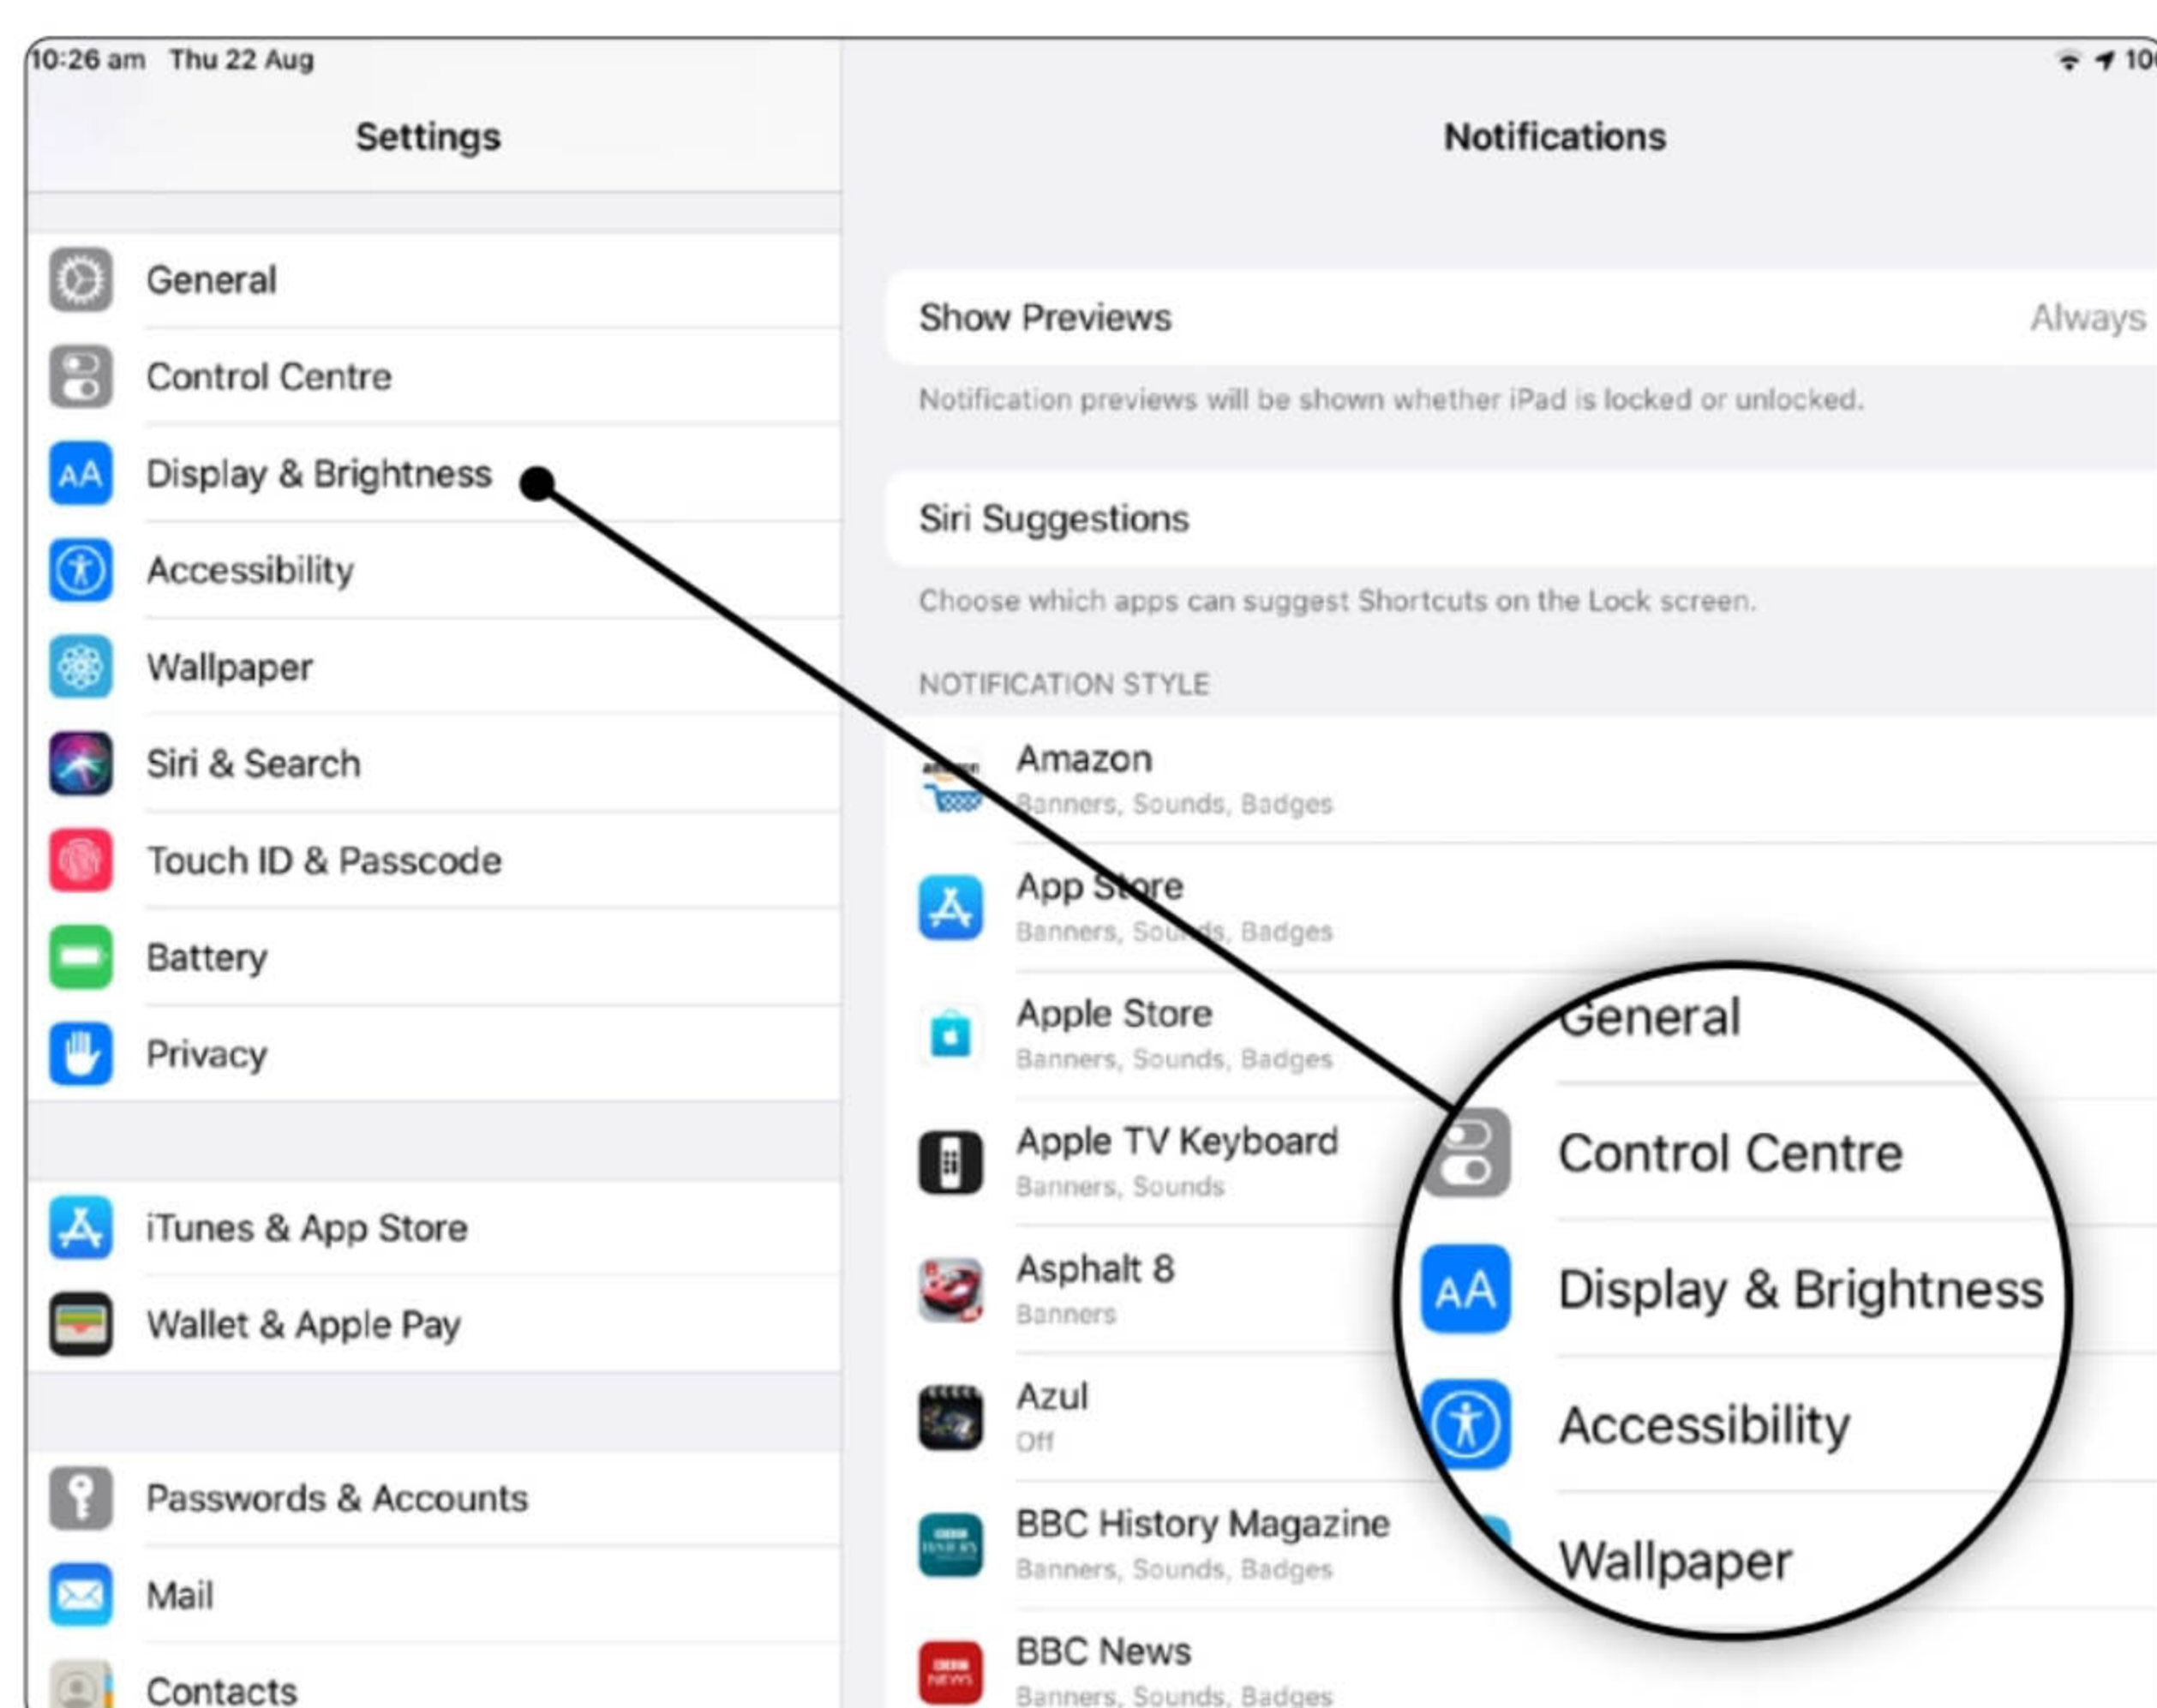 10:26 am Thu 22 Aug
Settings
General
Control Centre
AA
Display & Brightness
Accessibility
Wallpaper
Siri & Search
Touch ID & Passcode
Battery
Privacy
iTunes & App Store
Wallet & Apple Pay
Passwords & Accounts
Mail
Contacts
Notifications
Show Previews Always
Notification previews will be shown whether iPad is locked or unlocked.
Siri Suggestions
Choose which apps can suggest Shortcuts on the Lock screen.
NOTIFICATION STYLE
Amazon
Banners, Sounds, Badges
App Store
Banners, Sounds, Badges
Apple Store
Banners, Sounds, Badges
Apple TV Keyboard
Banners, Sounds
Asphalt 8
Banners
Azul
Off
BBC History Magazine
Banners, Sounds, Badges
NEWS
BBC News
Banners, Sounds, Badges
General
Control Centre
AA
Display & Brightness
Accessibility
Wallpaper